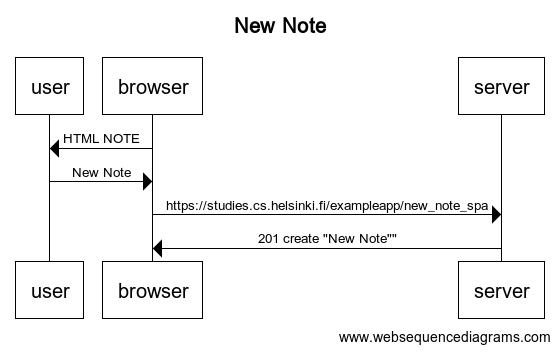 New Note
user
browser
server
HTML NOTE
New Note
https://studies.cs.helsinki.fi/exampleapp/new_note_spa
201 create "New Note""
user
browser
server
www.websequencediagrams.com